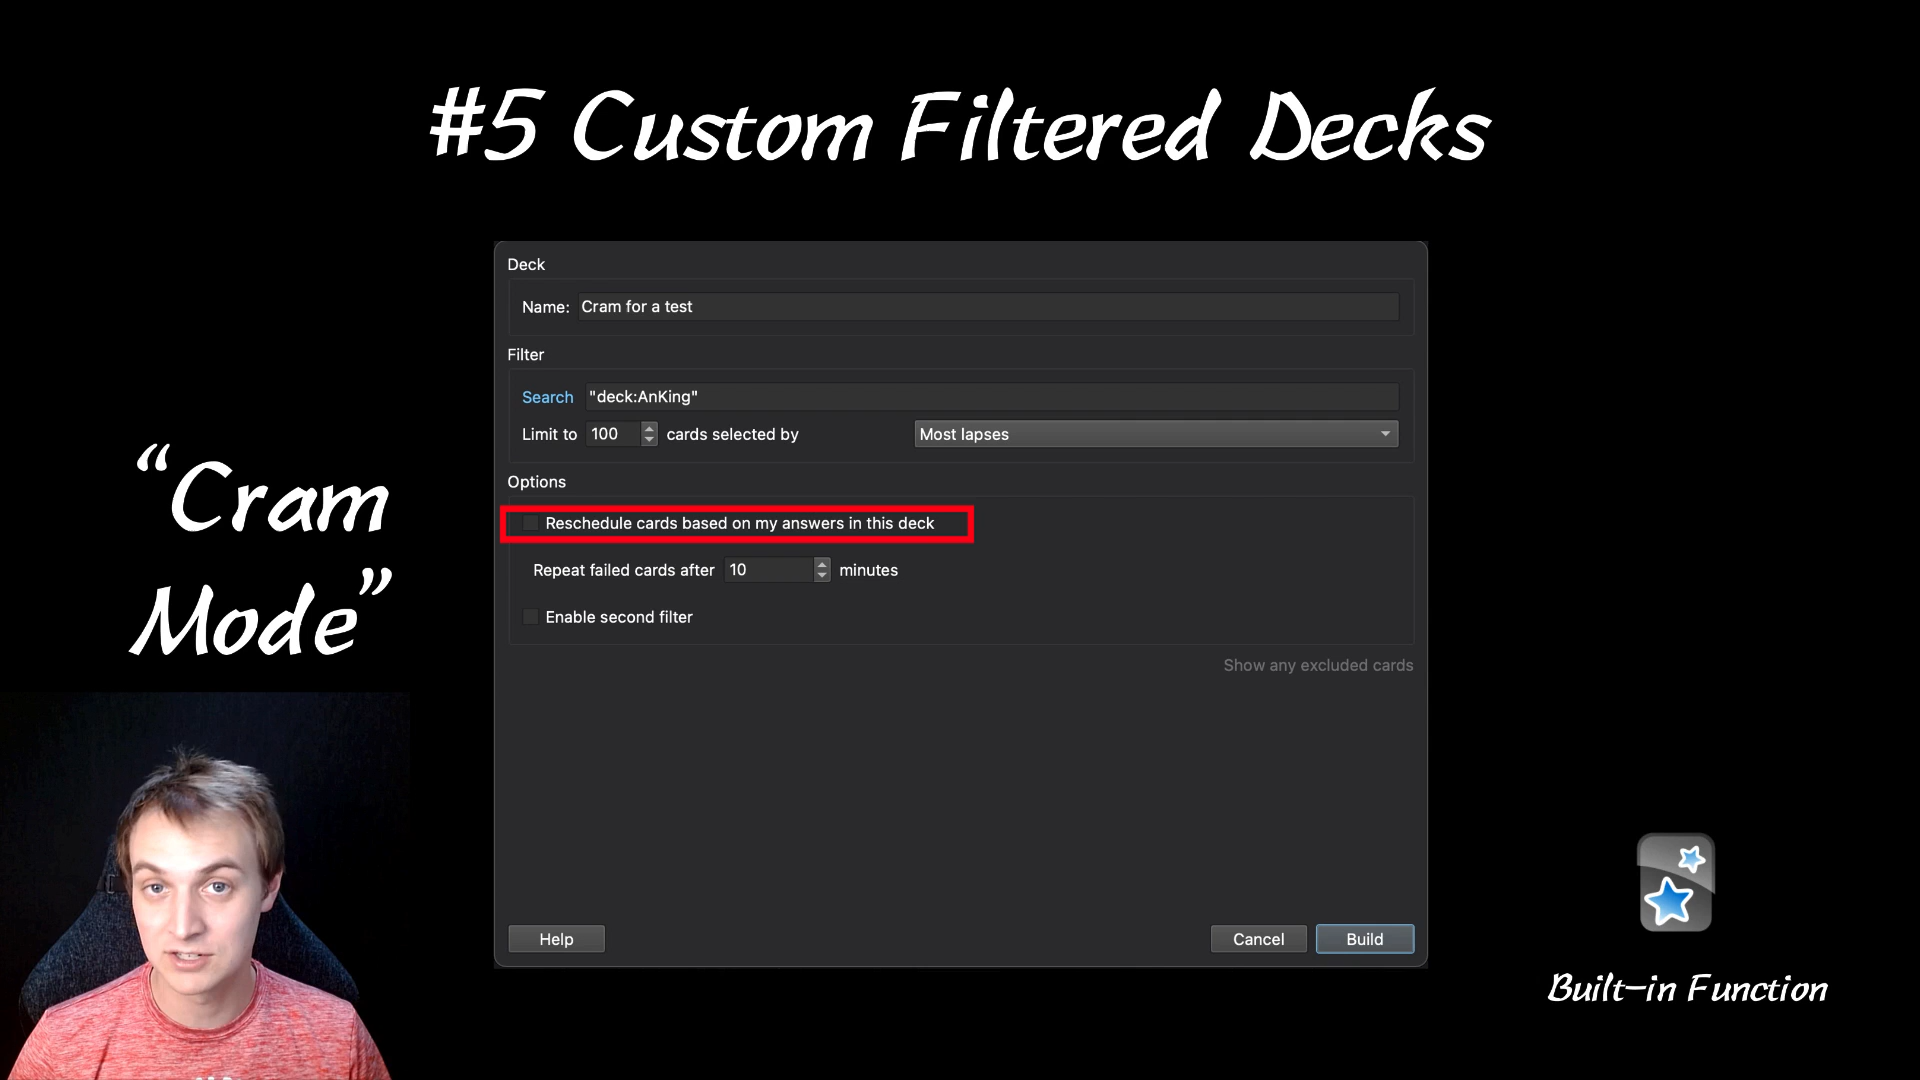 #5 Custom Filtered Decks
Deck
Name: Cram for a test
Filter
Search "deck:AnKing"
Limit to 100 cards selected by Most lapses
Options
Reschedule cards based on my answers in this deck
Repeat failed cards after 10 minutes
Enable second filter
Show any excluded cards
Help Cancel Build
“Cram
Mode”
Built-in Function